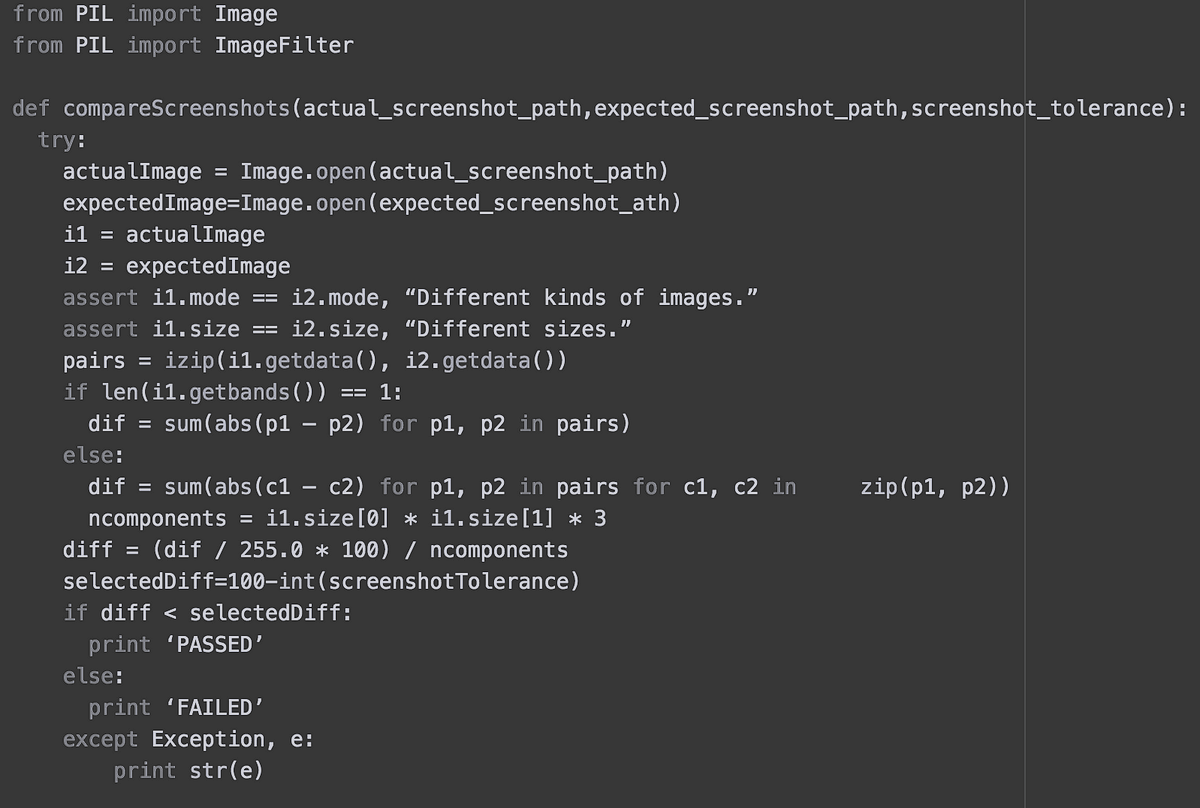 from PIL import Image
from PIL import ImageFilter
def compareScreenshots(actual_screenshot_path,expected_screenshot_path,screenshot_tolerance):
  try:
    actualImage = Image.open(actual_screenshot_path)
    expectedImage=Image.open(expected_screenshot_ath)
    i1 = actualImage
    i2 = expectedImage
    assert i1.mode == i2.mode, “Different kinds of images.”
    assert i1.size == i2.size, “Different sizes.”
    pairs = izip(i1.getdata(), i2.getdata())
    if len(i1.getbands()) == 1:
      dif = sum(abs(p1 – p2) for p1, p2 in pairs)
    else:
      dif = sum(abs(c1 – c2) for p1, p2 in pairs for c1, c2 in     zip(p1, p2))
      ncomponents = i1.size[0] * i1.size[1] * 3
    diff = (dif / 255.0 * 100) / ncomponents
    selectedDiff=100–int(screenshotTolerance)
    if diff < selectedDiff:
      print ‘PASSED’
    else:
      print ‘FAILED’
    except Exception, e:
        print str(e)